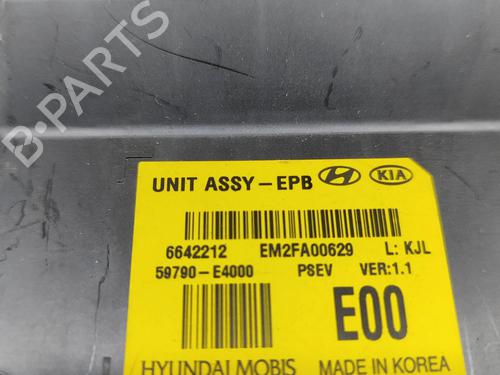 B-PARTS
UNIT ASSY-EPB KIA
6642212 EM2FA00629 L: KJL
59790-E4000 PSEV VER:1.1
E00
HYUNDAI MOBIS MADE IN KOREA